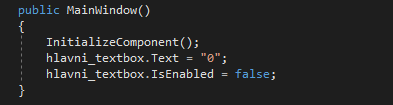 public MainWindow()
{
InitializeComponent();
hlavni_textbox.Text = "0";
hlavni_textbox.IsEnabled = false;
}